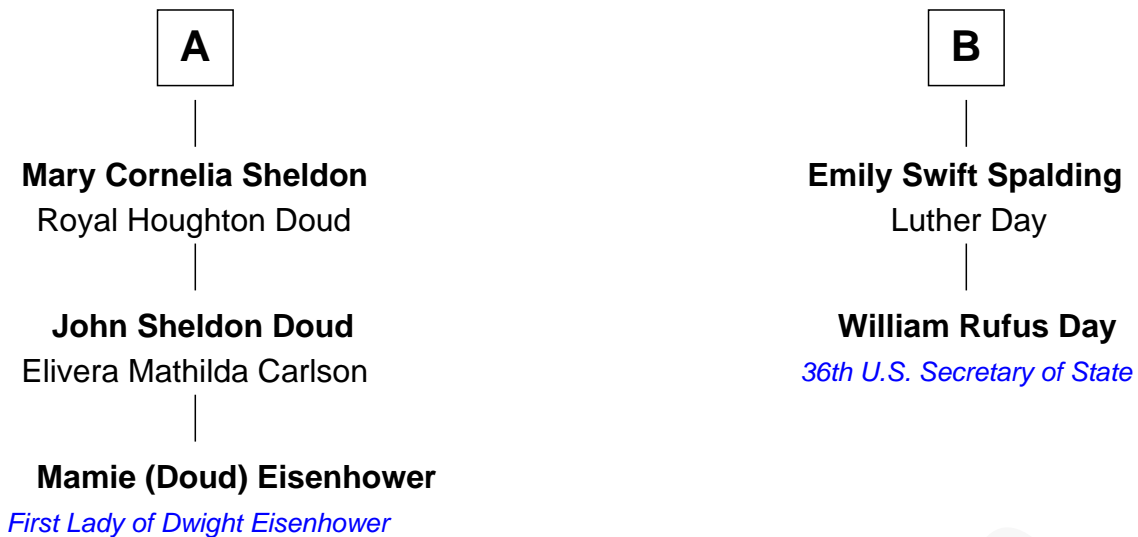 A
Mary Cornelia Sheldon
Royal Houghton Doud
John Sheldon Doud
Elivera Mathilda Carlson
Mamie (Doud) Eisenhower
First Lady of Dwight Eisenhower
B
Emily Swift Spalding
Luther Day
William Rufus Day
36th U.S. Secretary of State